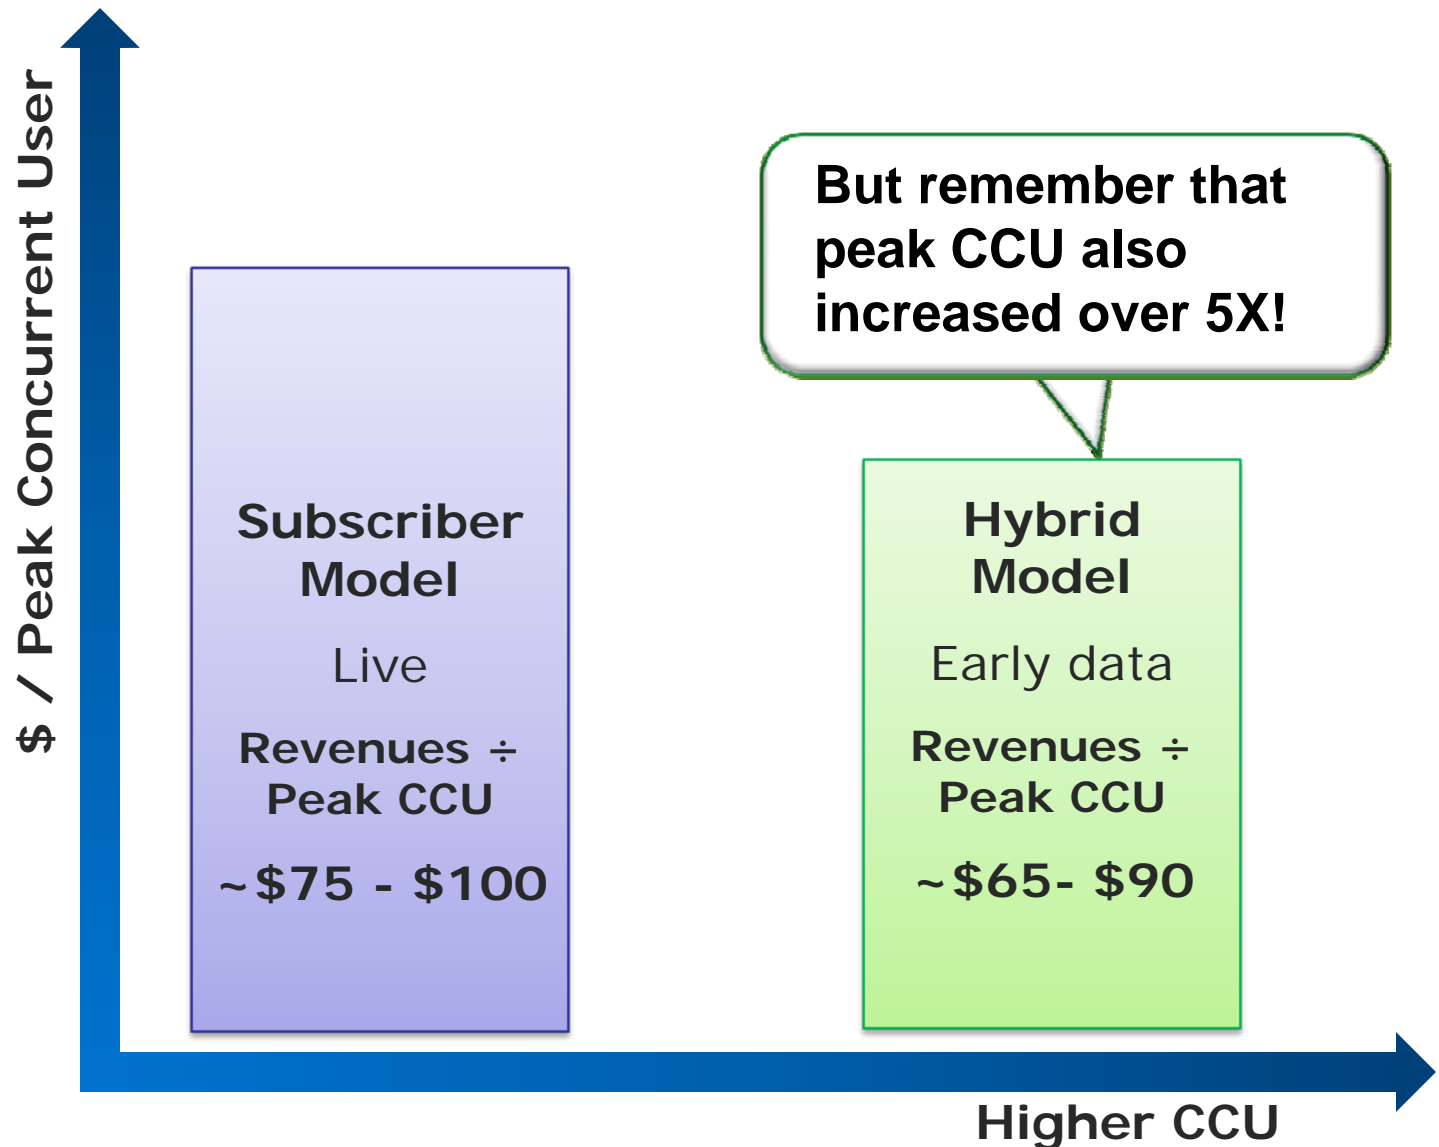 $ / Peak Concurrent User
But remember that
peak CCU also
increased over 5X!
Subscriber
Model
Live
Revenues ÷
Peak CCU
~$75 - $100
Hybrid
Model
Early data
Revenues ÷
Peak CCU
~$65- $90
Higher CCU